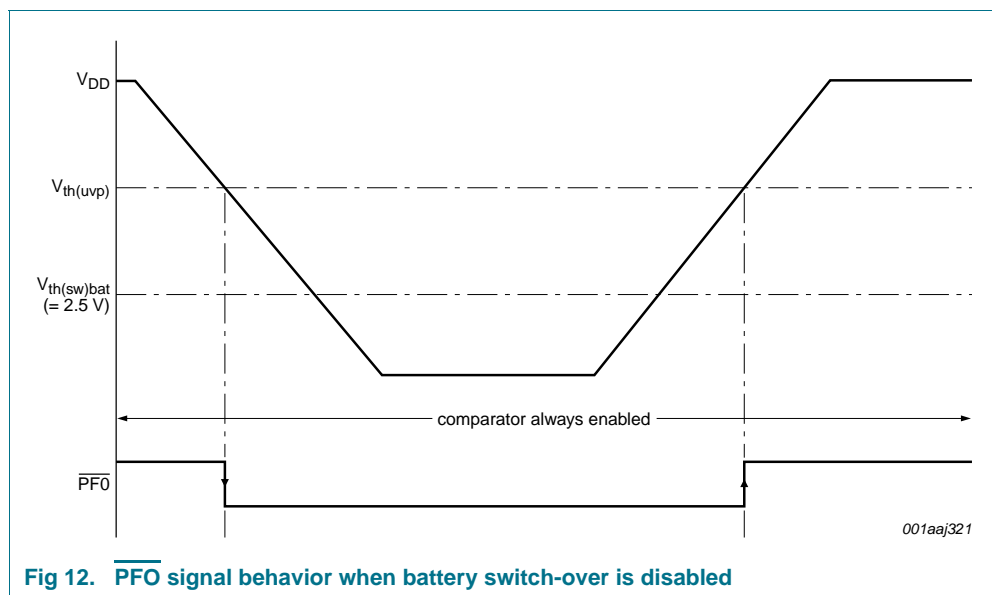 VDD
Vth(uvp)
Vth(sw)bat
(= 2.5 V)
comparator always enabled
PF0
001aaj321
Fig 12. PFO signal behavior when battery switch-over is disabled